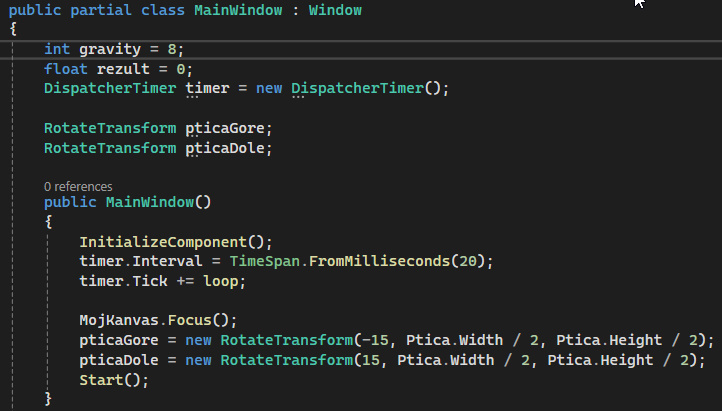 public partial class MainWindow : Window
{
int gravity = 8;
float rezult = 0;
DispatcherTimer timer = new DispatcherTimer();
RotateTransform pticaGore;
RotateTransform pticaDole;
0 references
public MainWindow()
{
InitializeComponent();
timer.Interval = TimeSpan.FromMilliseconds(20);
timer.Tick += loop;
MojKanvas.Focus();
pticaGore = new RotateTransform(-15, Ptica.Width / 2, Ptica.Height / 2);
pticaDole = new RotateTransform(15, Ptica.Width / 2, Ptica.Height / 2);
Start();
}